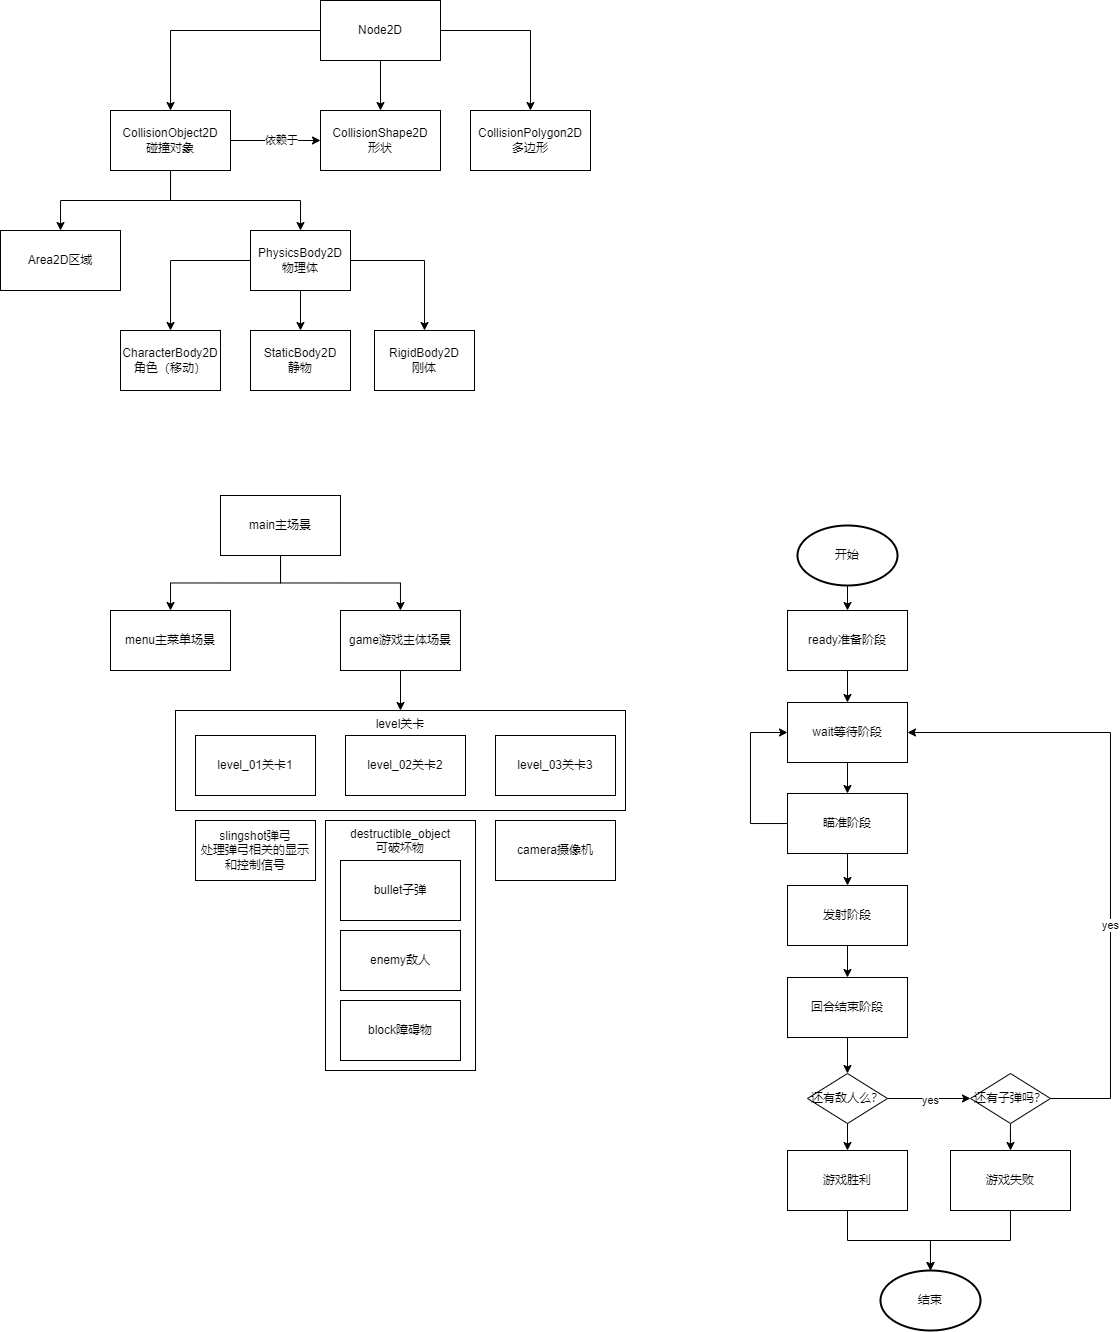 Node2D
CollisionObject2D
碰撞对象
依赖于
CollisionShape2D
形状
CollisionPolygon2D
多边形
Area2D区域
PhysicsBody2D
物理体
CharacterBody2D
角色（移动）
StaticBody2D
静物
RigidBody2D
刚体
main主场景
menu主菜单场景
game游戏主体场景
level关卡
level_01关卡1
level_02关卡2
level_03关卡3
slingshot弹弓
处理弹弓相关的显示
和控制信号
destructible_object
可破坏物
bullet子弹
enemy敌人
block障碍物
camera摄像机
开始
ready准备阶段
wait等待阶段
瞄准阶段
发射阶段
yes
回合结束阶段
还有敌人么？
yes
还有子弹吗？
游戏胜利
游戏失败
结束